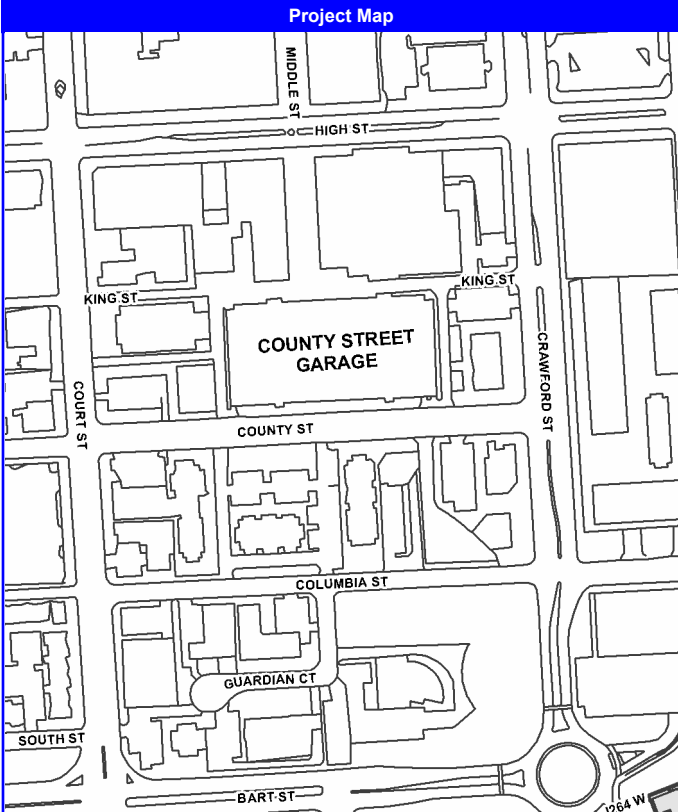 Project Map
MIDDLE ST
HIGH ST
KING ST
KING ST
COUNTY STREET
GARAGE
CRAWFORD ST
COURT ST
COUNTY ST
COLUMBIA ST
GUARDIAN CT
SOUTH ST
BART ST
I264 W